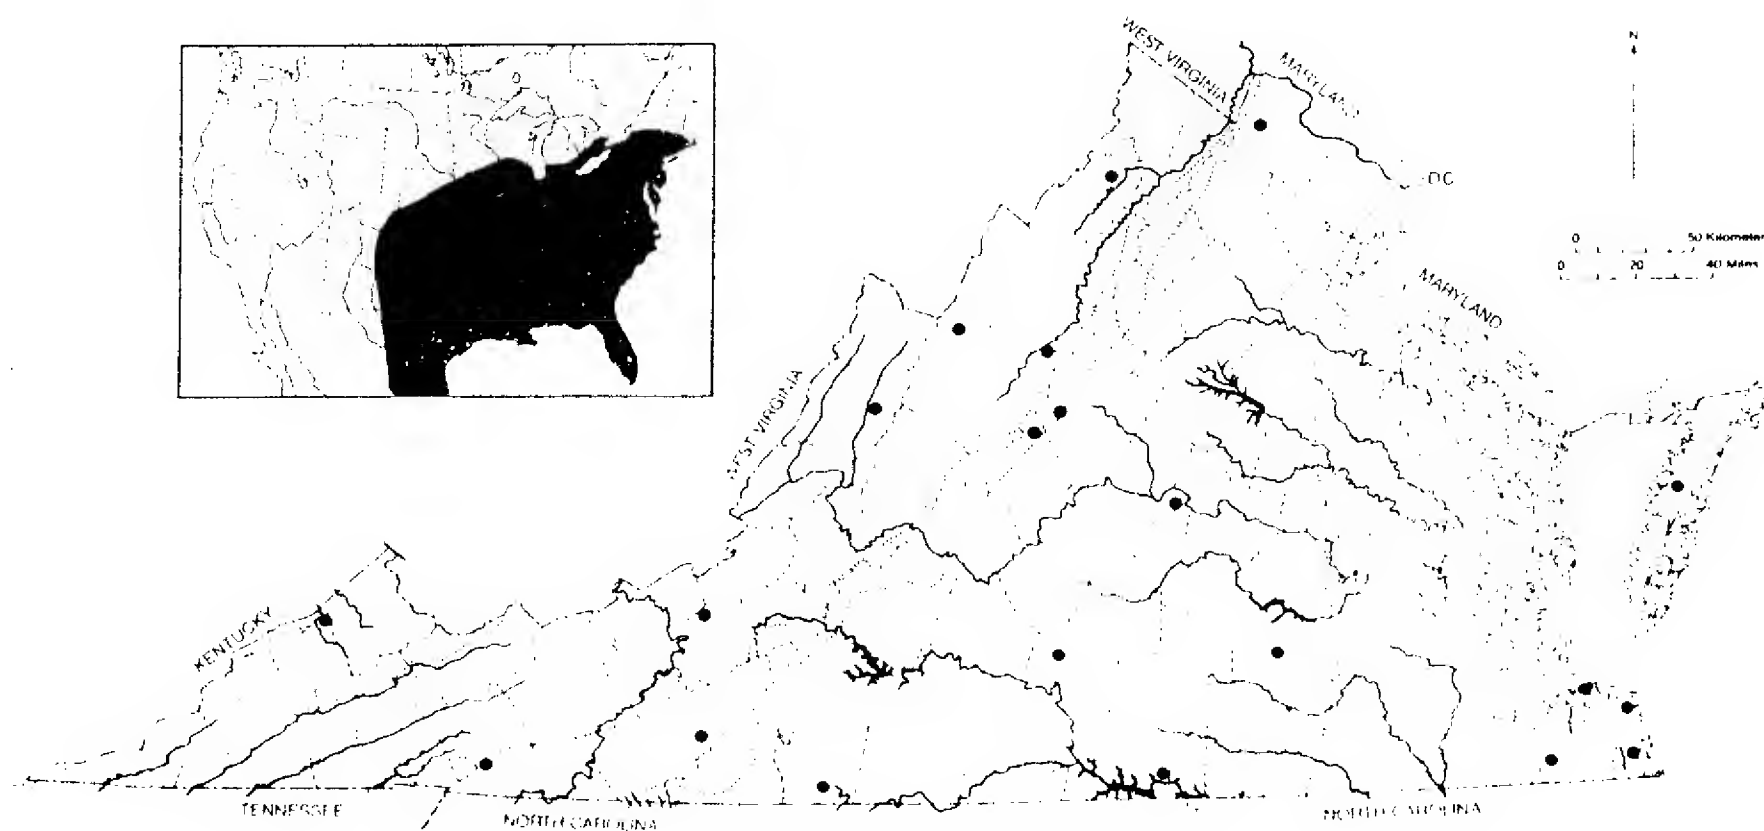 WEST VIRGINIA
MARYLAND
N
DC
0 50 Kilometer
0 20 40 Miles
MARYLAND
WEST VIRGINIA
KENTUCKY
TENNESSEE
NORTH CAROLINA
NORTH CAROLINA